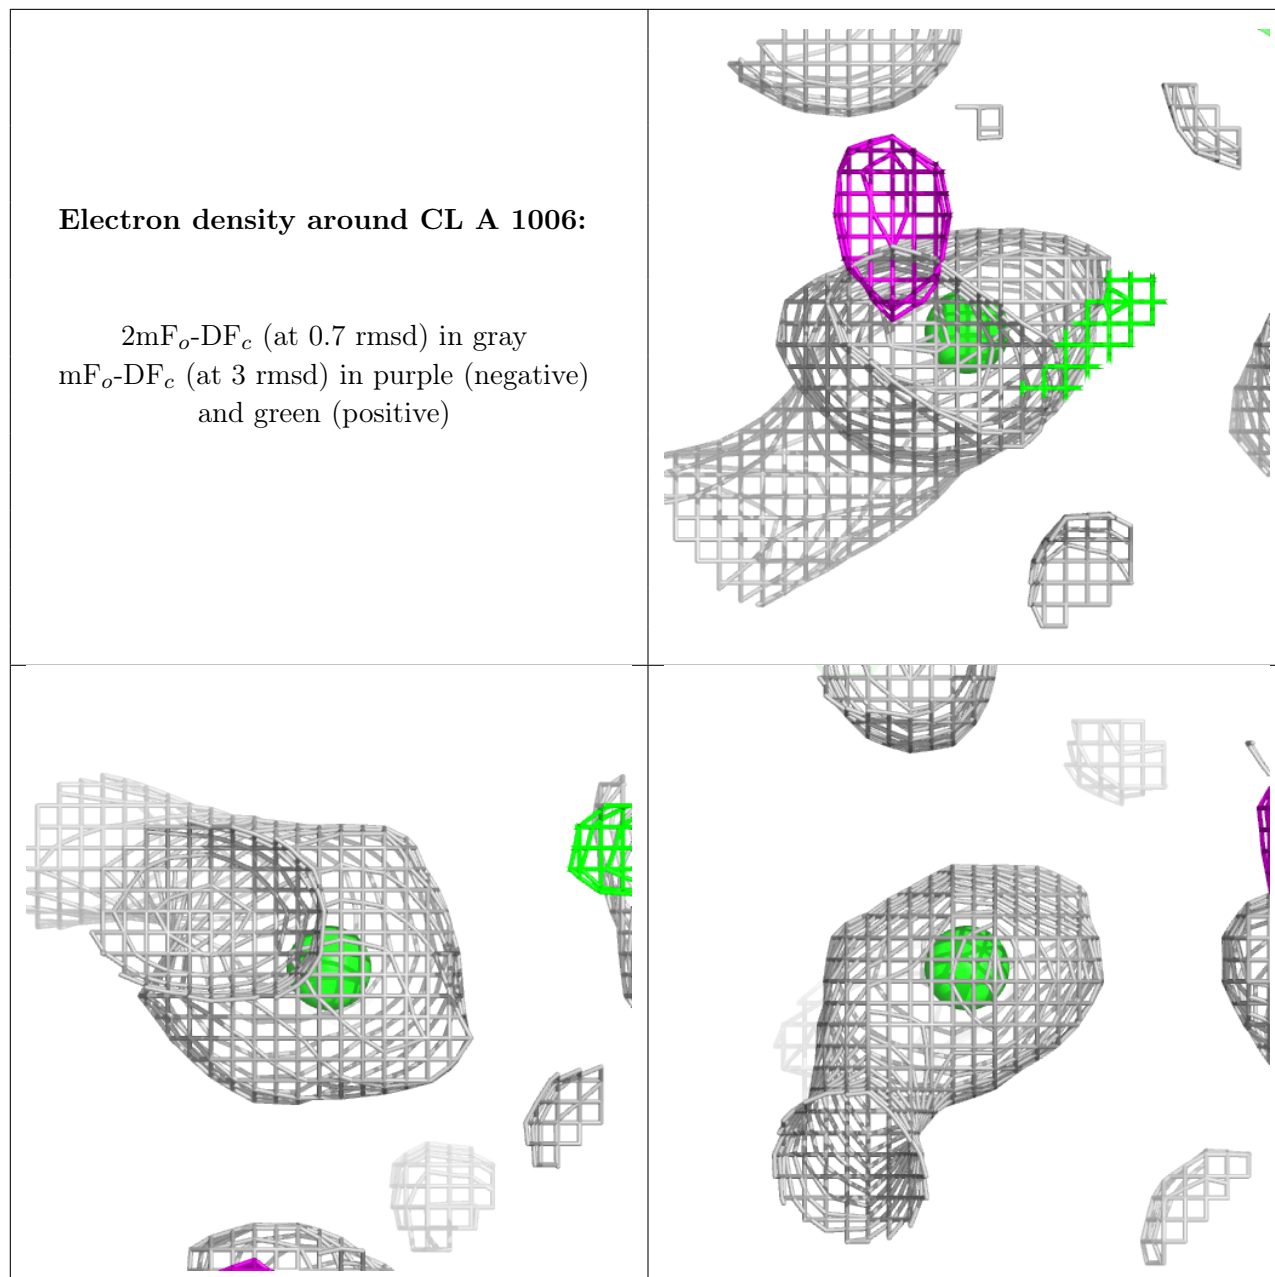 Electron density around CL A 1006:
2mFo-DFc (at 0.7 rmsd) in gray
mFo-DFc (at 3 rmsd) in purple (negative)
and green (positive)